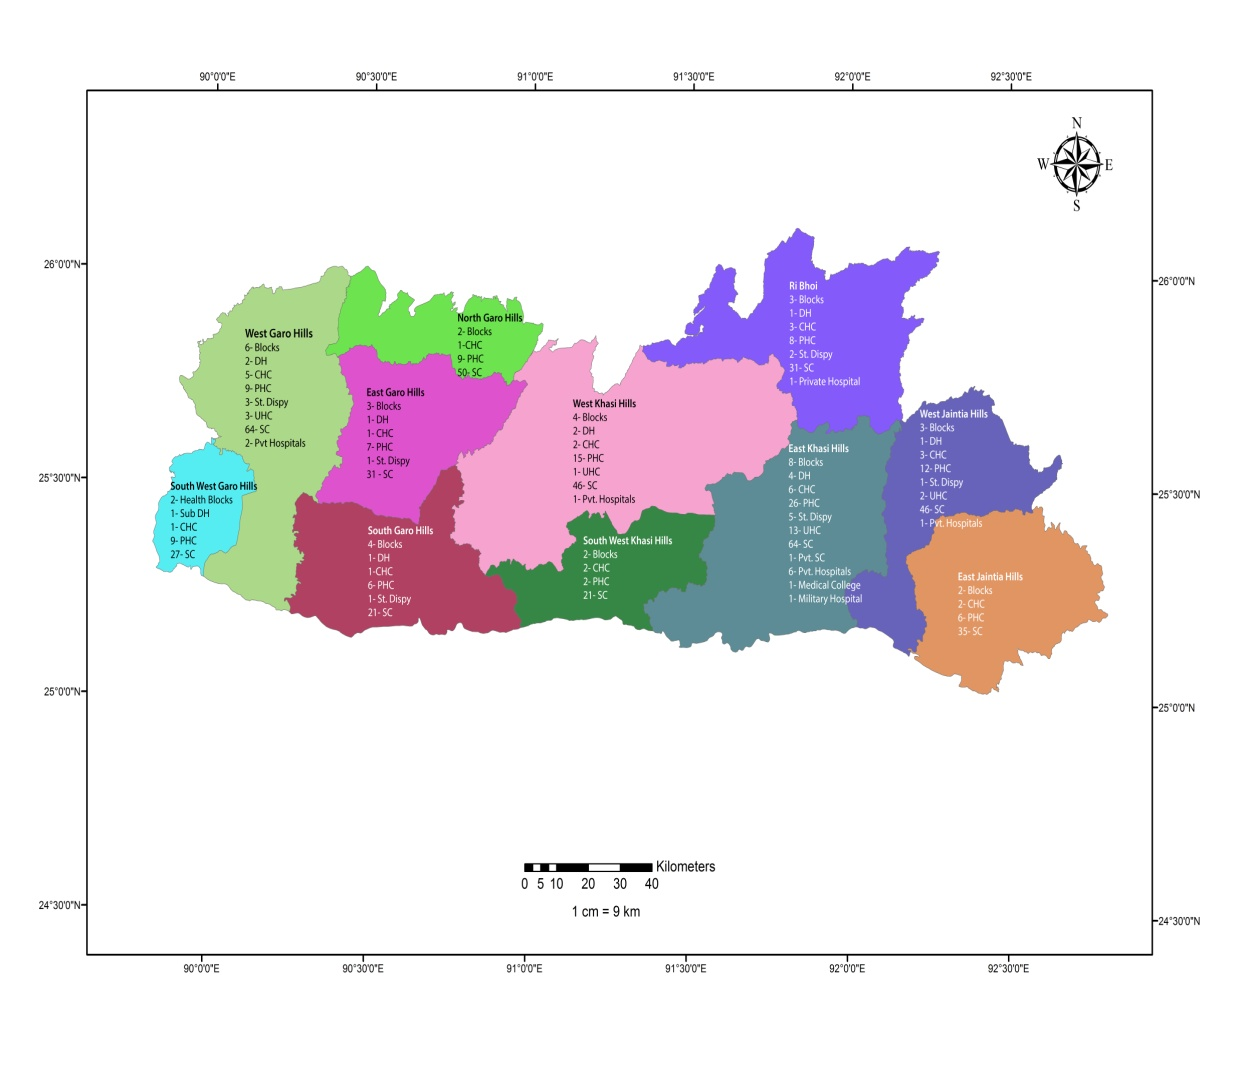 90°0'0"E 90°30'0"E 91°0'0"E 91°30'0"E 92°0'0"E 92°30'0"E
N
W E
S
26°0'0"N
26°0'0"N
25°30'0"N
25°30'0"N
25°0'0"N
25°0'0"N
24°30'0"N
24°30'0"N
West Garo Hills
6- Blocks
2- DH
5- CHC
9- PHC
3- St. Dispy
3- UHC
64- SC
2- Pvt Hospitals
North Garo Hills
2- Blocks
1-CHC
9- PHC
50- SC
East Garo Hills
3- Blocks
1- DH
1- CHC
7- PHC
1- St. Dispy
31 - SC
South West Garo Hills
2- Health Blocks
1- Sub DH
1- CHC
9- PHC
27- SC
South Garo Hills
4- Blocks
1- DH
1-CHC
6- PHC
1- St. Dispy
21- SC
West Khasi Hills
4- Blocks
2- DH
2- CHC
15- PHC
1- UHC
46- SC
1- Pvt. Hospitals
South West Khasi Hills
2- Blocks
2- CHC
2- PHC
21- SC
Ri Bhoi
3- Blocks
1- DH
3- CHC
8- PHC
2- St. Dispy
31- SC
1- Private Hospital
East Khasi Hills
8- Blocks
4- DH
6- CHC
26- PHC
5- St. Dispy
13- UHC
64- SC
1- Pvt. SC
6- Pvt. Hospitals
1- Medical College
1- Military Hospital
West Jaintia Hills
3- Blocks
1- DH
3- CHC
12- PHC
1- St. Dispy
2- UHC
46- SC
1- Pvt. Hospitals
East Jaintia Hills
2- Blocks
2- CHC
6- PHC
35- SC
Kilometers
0 5 10 20 30 40
1 cm = 9 km
90°0'0"E 90°30'0"E 91°0'0"E 91°30'0"E 92°0'0"E 92°30'0"E